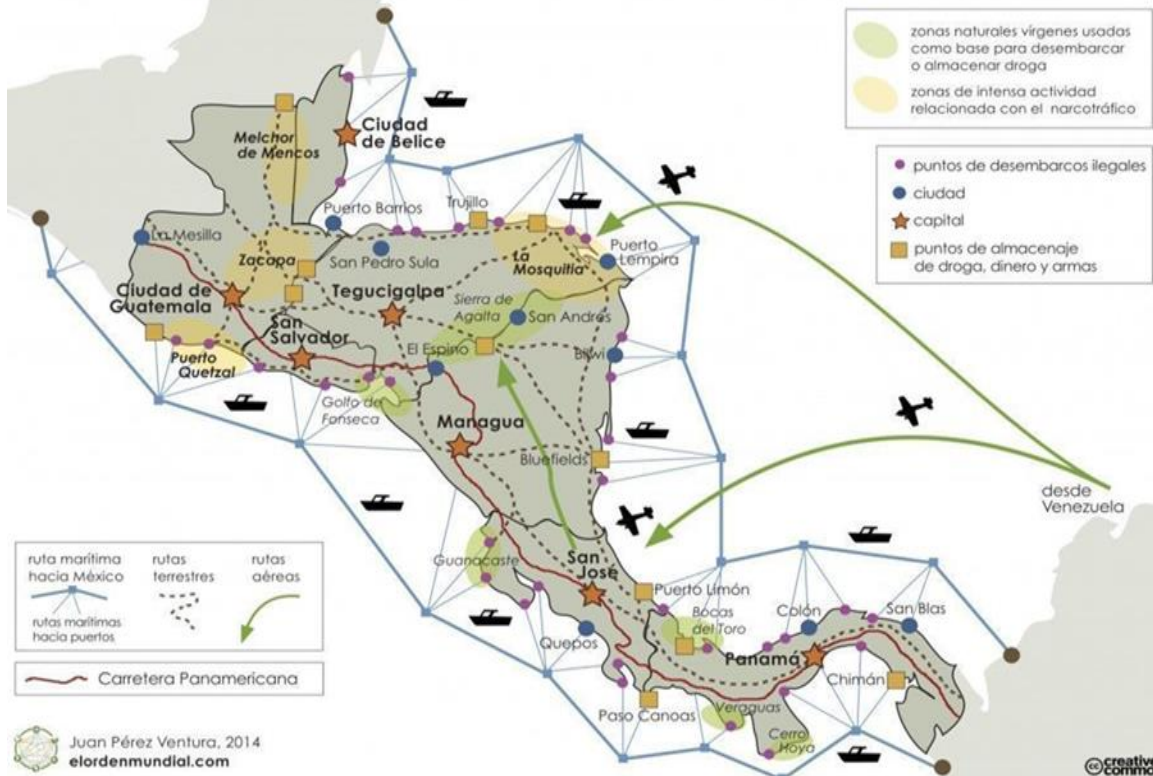 zonas naturales vírgenes usadas
como base para desembarcar
o almacenar droga
zonas de intensa actividad
relacionada con el narcotráfico
puntos de desembarcos ilegales
ciudad
capital
puntos de almacenaje
de droga, dinero y armas
Melchor
de Mencos
Ciudad
de Belice
Puerto Barrios
Trujillo
La Mesilla
Zacapa
San Pedro Sula
La
Mosquitia
Puerto
Lempira
Ciudad de
Guatemala
Tegucigalpa
Sierra de
Agalta
San Andrés
San
Salvador
El Espino
Bilwi
Puerto
Quetzal
Golfo de
Fonseca
Managua
Bluefields
desde
Venezuela
Guanacaste
San
José
Puerto Limón
Bocas
del Toro
Colón
San Blas
Quepos
Panamá
Chimán
Paso Canoas
Veraguas
Cerro
Hoya
ruta marítima
hacia México
rutas
terrestres
rutas
aéreas
rutas marítimas
hacia puertos
Carretera Panamericana
Juan Pérez Ventura, 2014
elordenmundial.com
cc creative
commo